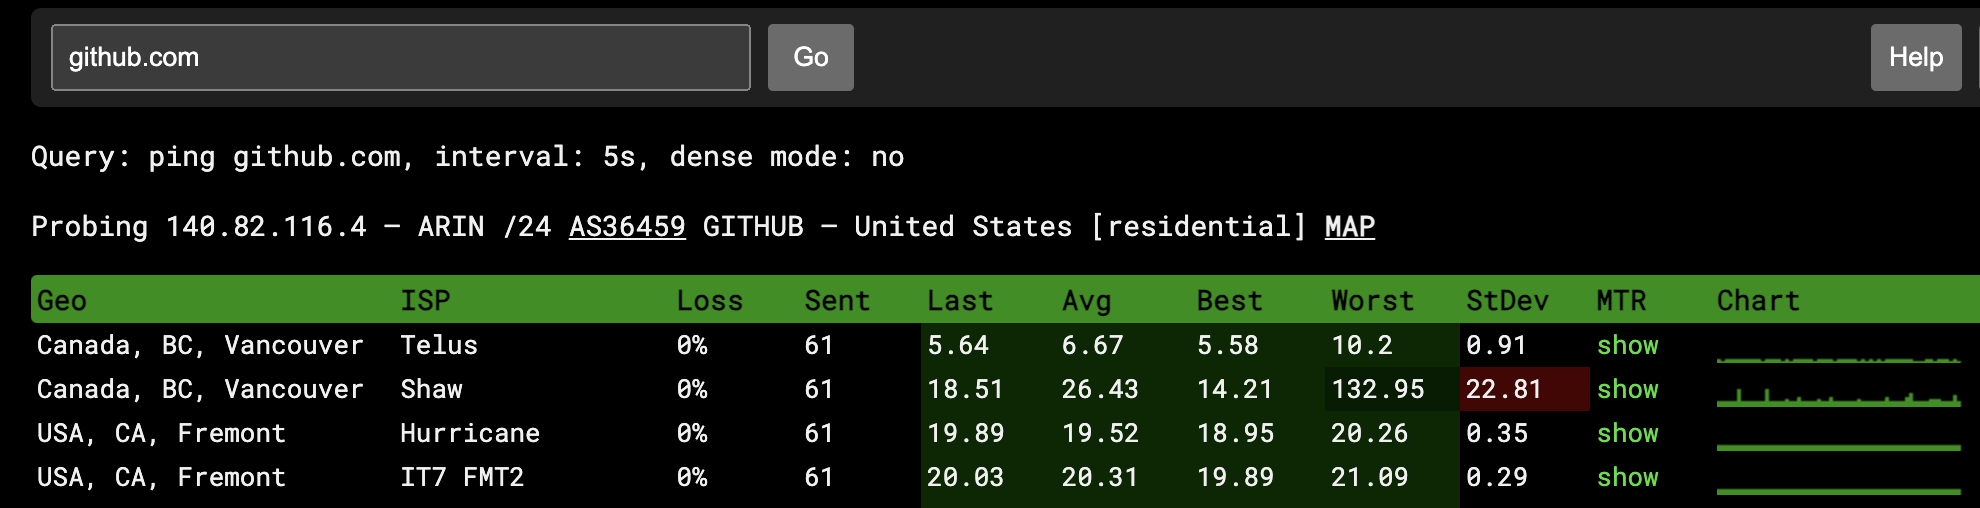 github.com Go Help
Query: ping github.com, interval: 5s, dense mode: no
Probing 140.82.116.4 — ARIN /24 AS36459 GITHUB — United States [residential] MAP
Geo ISP Loss Sent Last Avg Best Worst StDev MTR Chart
Canada, BC, Vancouver Telus 0% 61 5.64 6.67 5.58 10.2 0.91 show
Canada, BC, Vancouver Shaw 0% 61 18.51 26.43 14.21 132.95 22.81 show
USA, CA, Fremont Hurricane 0% 61 19.89 19.52 18.95 20.26 0.35 show
USA, CA, Fremont IT7 FMT2 0% 61 20.03 20.31 19.89 21.09 0.29 show